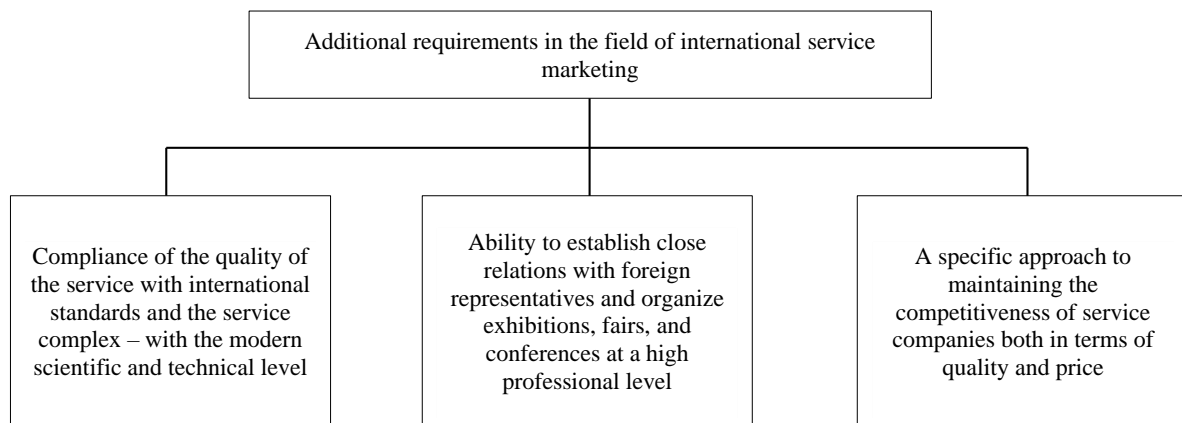 Additional requirements in the field of international service
marketing
Compliance of the quality of
the service with international
standards and the service
complex – with the modern
scientific and technical level
Ability to establish close
relations with foreign
representatives and organize
exhibitions, fairs, and
conferences at a high
professional level
A specific approach to
maintaining the
competitiveness of service
companies both in terms of
quality and price